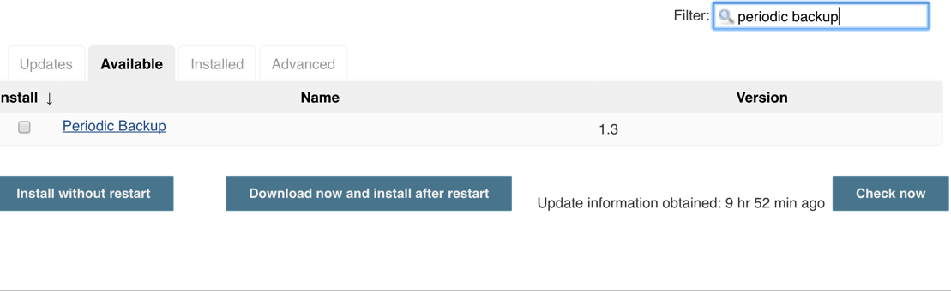 Filter: periodic backup
Updates Available Installed Advanced
nstall ↓ Name Version
Periodic Backup 1.3
Install without restart Download now and install after restart Update information obtained: 9 hr 52 min ago Check now